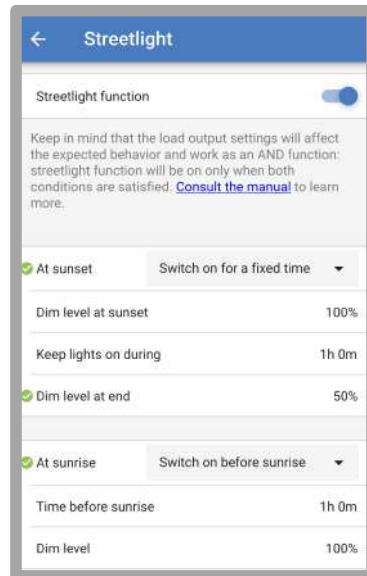 Streetlight
Streetlight function
Keep in mind that the load output settings will affect
the expected behavior and work as an AND function:
streetlight function will be on only when both
conditions are satisfied. Consult the manual to learn
more.
At sunset Switch on for a fixed time
Dim level at sunset 100%
Keep lights on during 1h 0m
Dim level at end 50%
At sunrise Switch on before sunrise
Time before sunrise 1h 0m
Dim level 100%